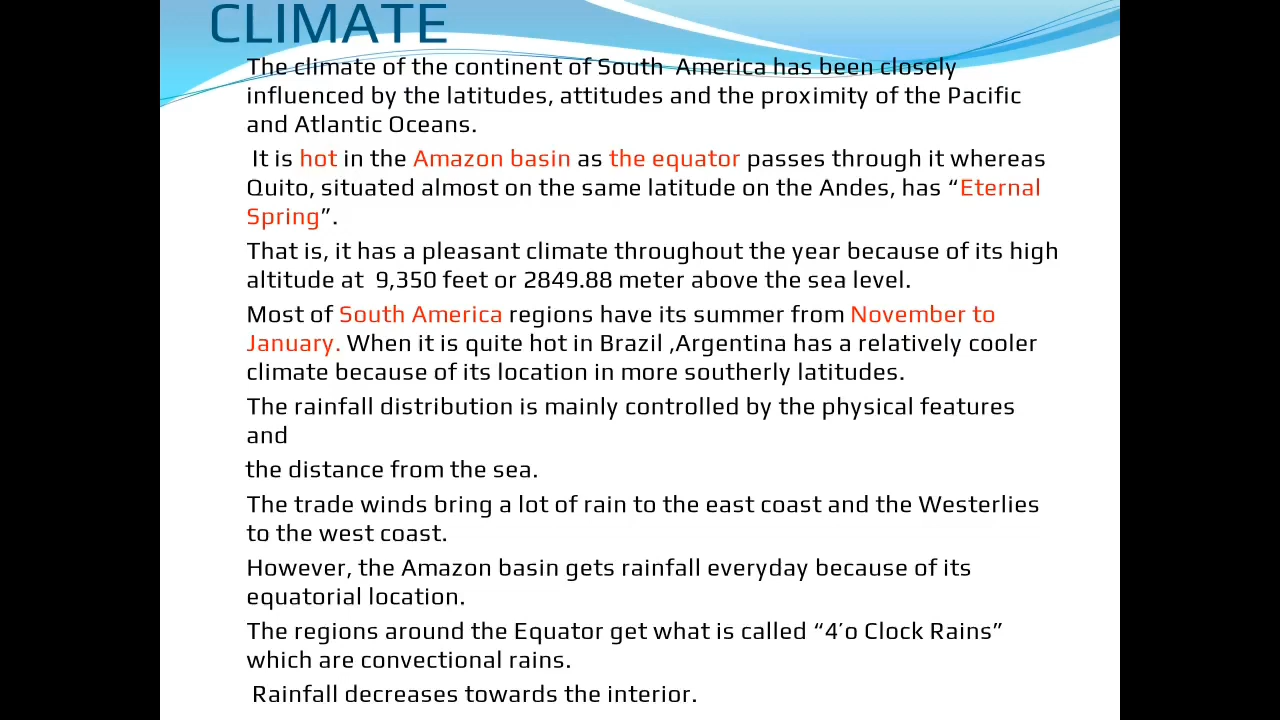 CLIMATE
The climate of the continent of South America has been closely
influenced by the latitudes, attitudes and the proximity of the Pacific
and Atlantic Oceans.
It is hot in the Amazon basin as the equator passes through it whereas
Quito, situated almost on the same latitude on the Andes, has “Eternal
Spring”.
That is, it has a pleasant climate throughout the year because of its high
altitude at 9,350 feet or 2849.88 meter above the sea level.
Most of South America regions have its summer from November to
January. When it is quite hot in Brazil ,Argentina has a relatively cooler
climate because of its location in more southerly latitudes.
The rainfall distribution is mainly controlled by the physical features
and
the distance from the sea.
The trade winds bring a lot of rain to the east coast and the Westerlies
to the west coast.
However, the Amazon basin gets rainfall everyday because of its
equatorial location.
The regions around the Equator get what is called “4’o Clock Rains”
which are convectional rains.
Rainfall decreases towards the interior.